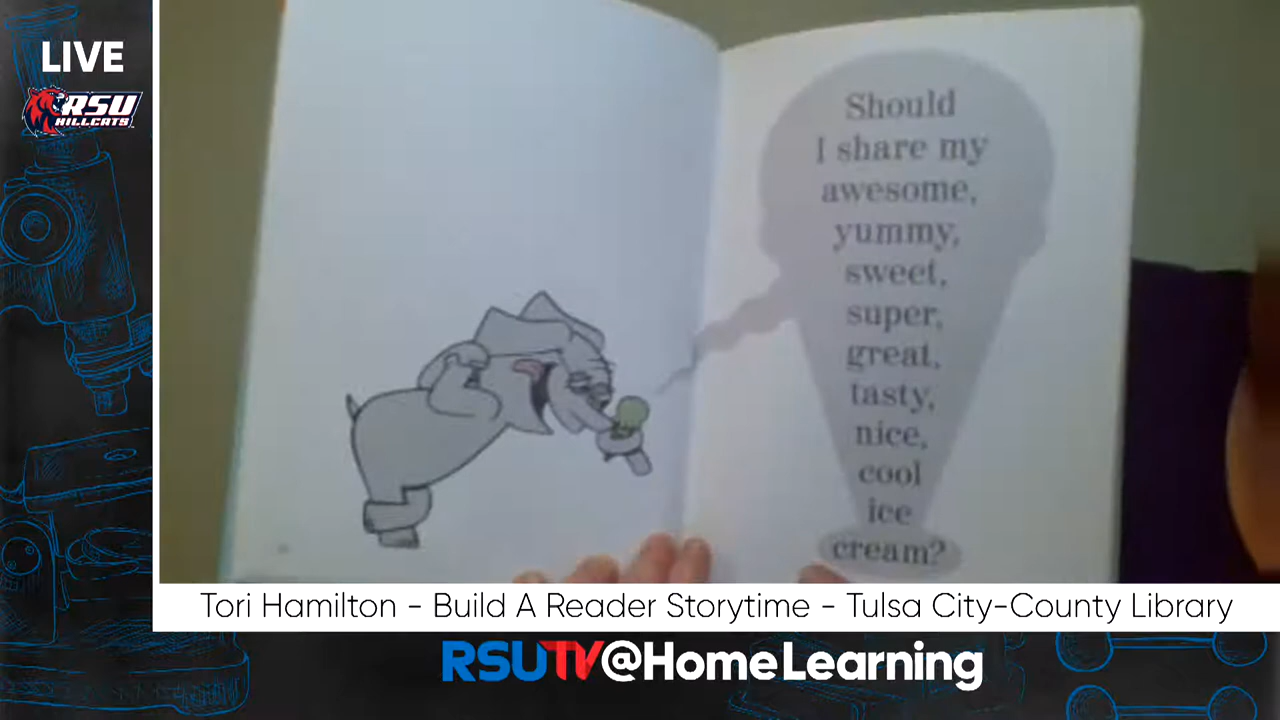 LIVE
RSU
HILLCATS
Should
I share my
awesome,
yummy,
sweet,
super,
great,
tasty,
nice,
cool
ice
cream?
Tori Hamilton - Build A Reader Storytime - Tulsa City-County Library
RSUTV@HomeLearning